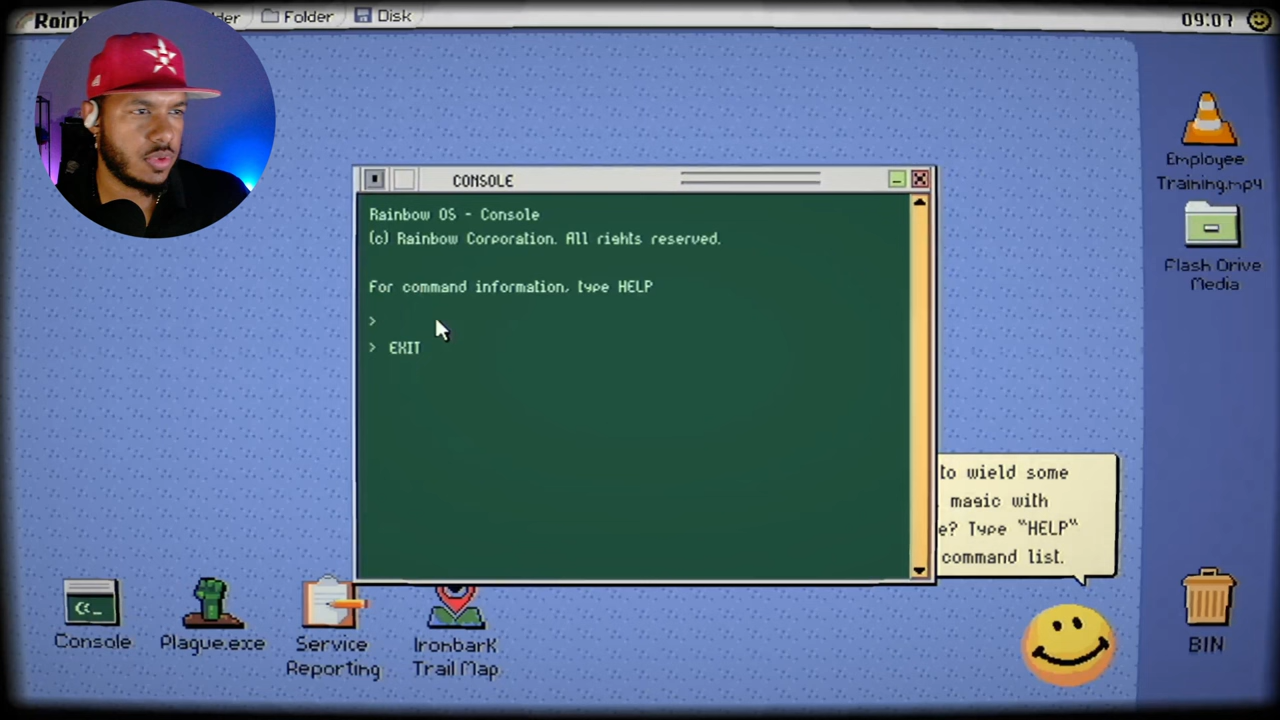 Folder
Disk
09:07
CONSOLE
Rainbow OS - Console
(c) Rainbow Corporation. All rights reserved.
For command information, type HELP
>
> EXIT
Employee
Training.mp4
Flash Drive
Media
to wield some
magic with
e? Type "HELP"
command list.
Console
Plague.exe
Service
Reporting
Ironbark
Trail Map
BIN